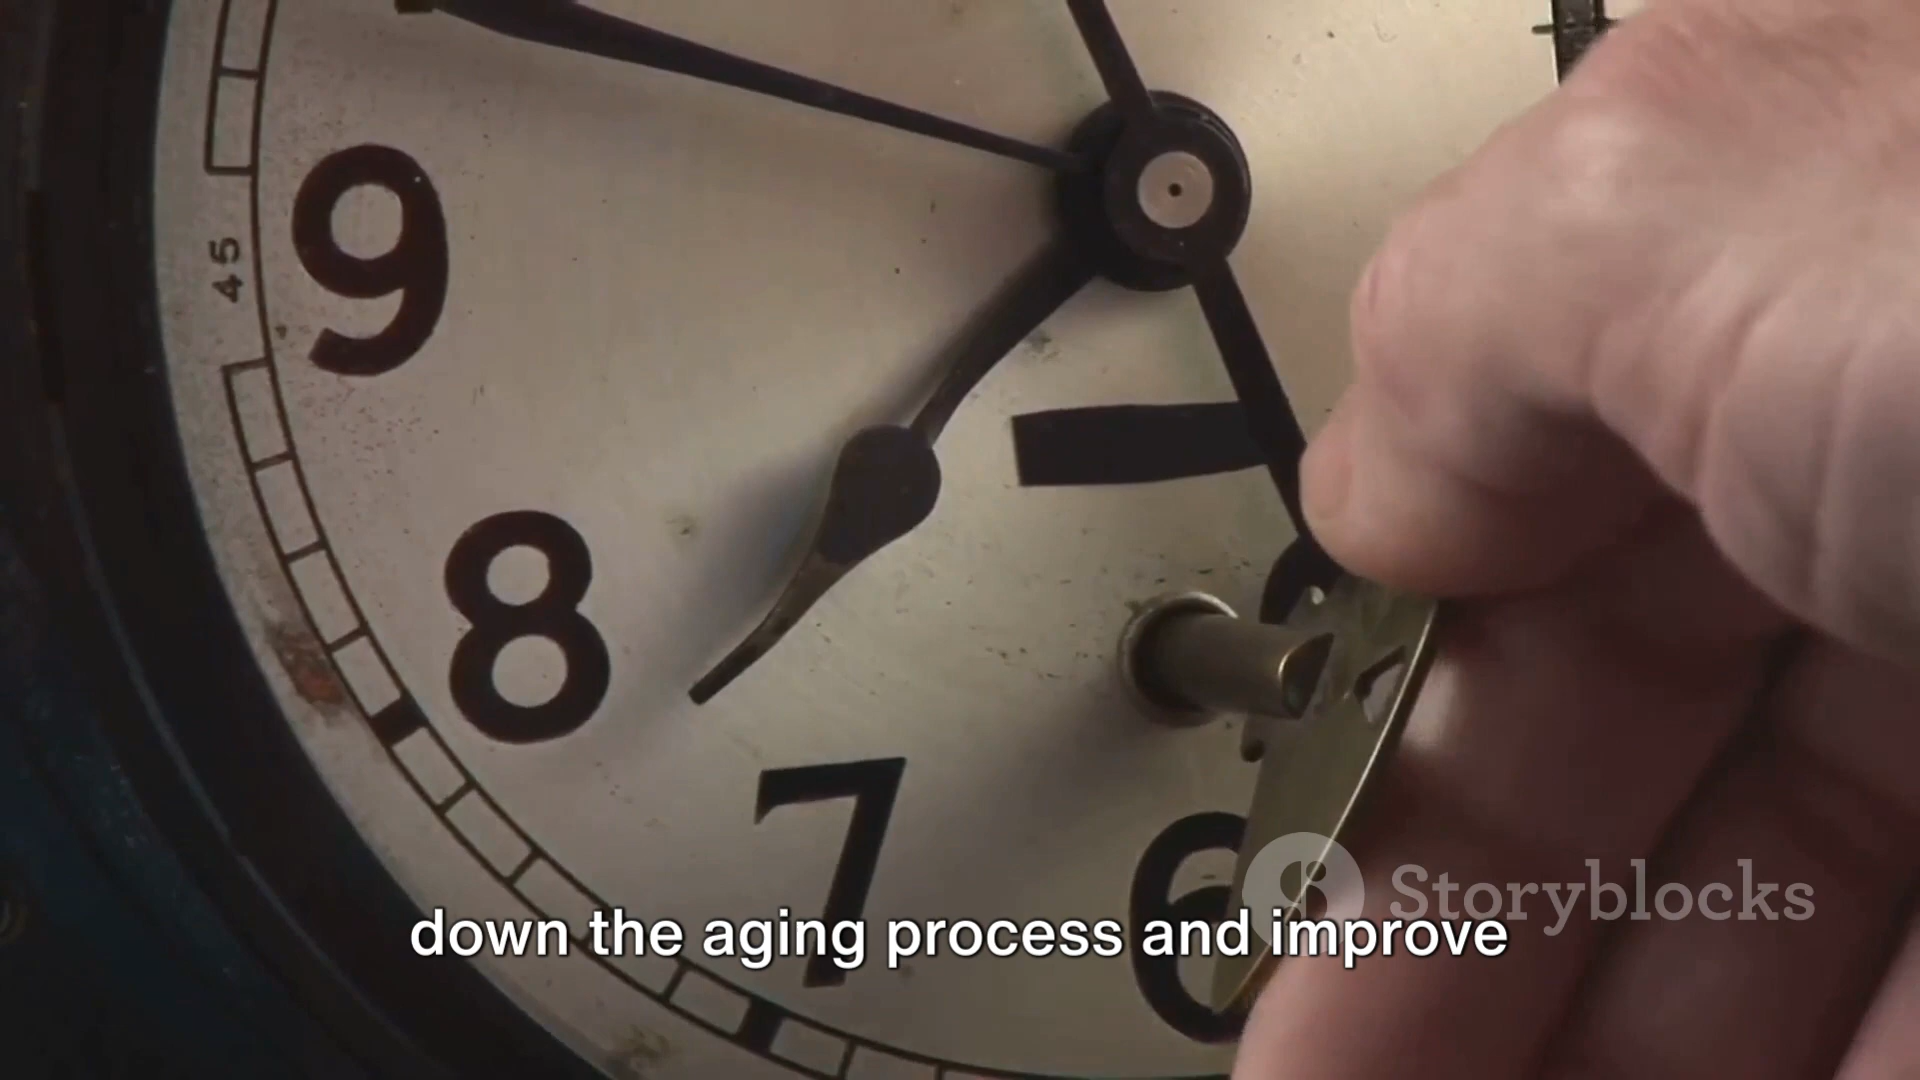 9
45
8
7
6
Storyblocks
down the aging process and improve